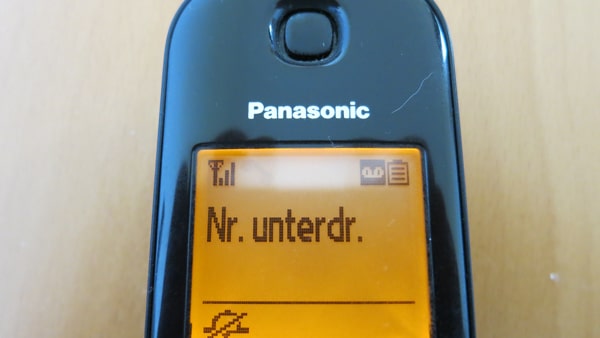 Panasonic
Nr. unterdr.